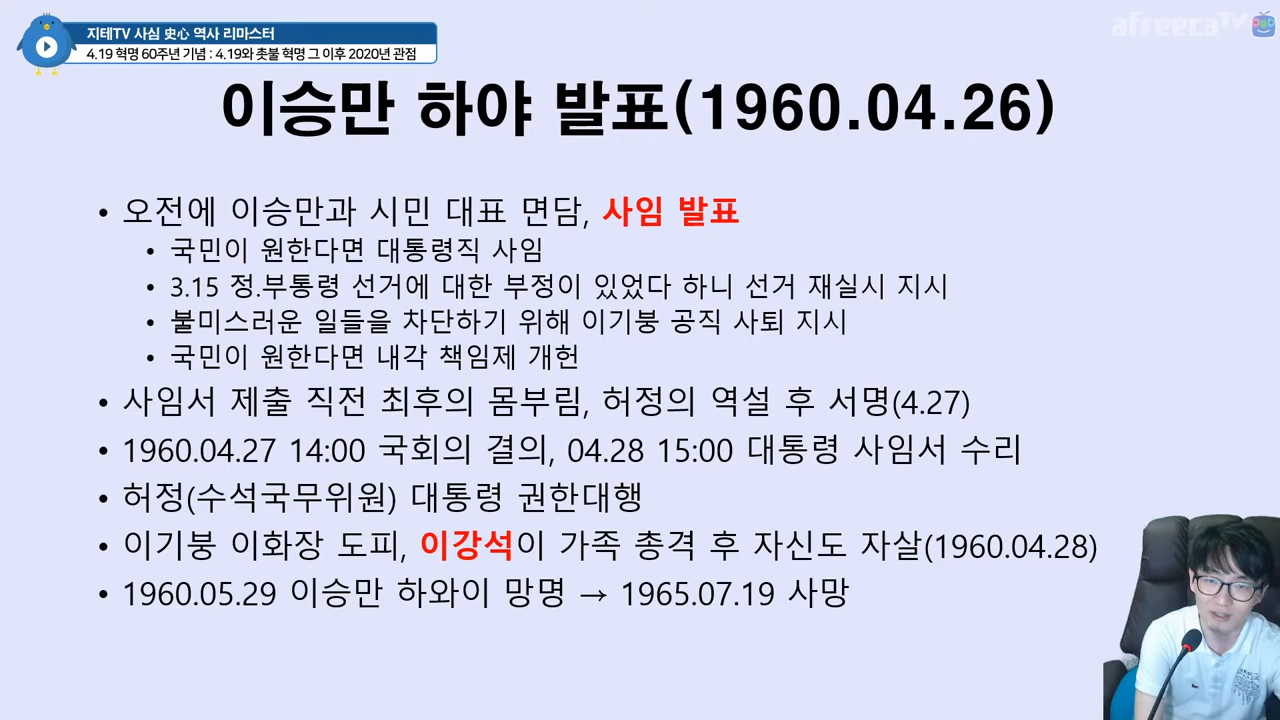 지테TV 사심 史心 역사 리마스터
4.19 혁명 60주년 기념 : 4.19와 촛불 혁명 그 이후 2020년 관점
afreecaTV
이승만 하야 발표(1960.04.26)
• 오전에 이승만과 시민 대표 면담, 사임 발표
• 국민이 원한다면 대통령직 사임
• 3.15 정.부통령 선거에 대한 부정이 있었다 하니 선거 재실시 지시
• 불미스러운 일들을 차단하기 위해 이기붕 공직 사퇴 지시
• 국민이 원한다면 내각 책임제 개헌
• 사임서 제출 직전 최후의 몸부림, 허정의 역설 후 서명(4.27)
• 1960.04.27 14:00 국회의 결의, 04.28 15:00 대통령 사임서 수리
• 허정(수석국무위원) 대통령 권한대행
• 이기붕 이화장 도피, 이강석이 가족 총격 후 자신도 자살(1960.04.28)
• 1960.05.29 이승만 하와이 망명 → 1965.07.19 사망